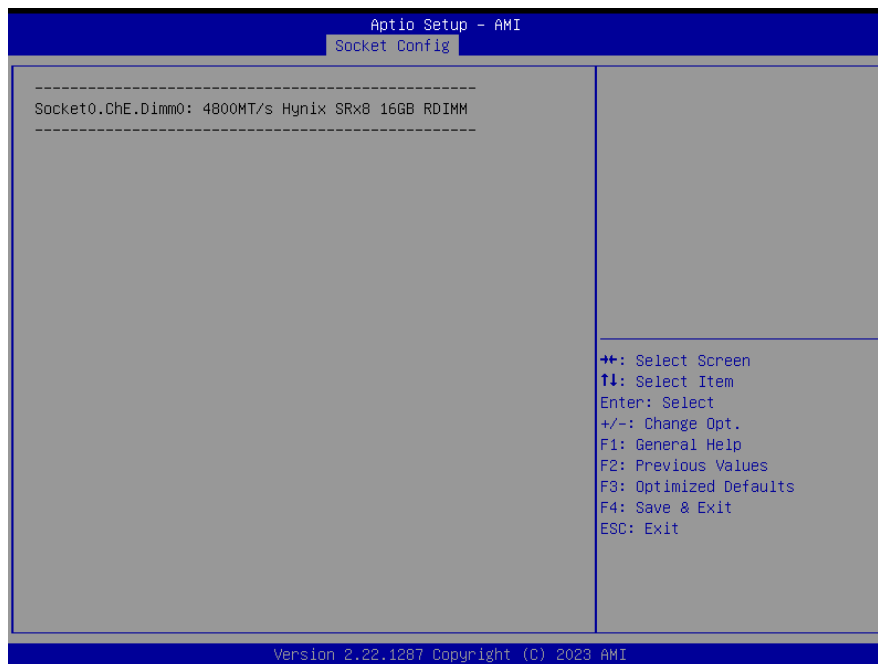 Aptio Setup – AMI
Socket Config
--------------------------------------------------
Socket0.ChE.Dimm0: 4800MT/s Hynix SRx8 16GB RDIMM
--------------------------------------------------
→←: Select Screen
↑↓: Select Item
Enter: Select
+/-: Change Opt.
F1: General Help
F2: Previous Values
F3: Optimized Defaults
F4: Save & Exit
ESC: Exit
Version 2.22.1287 Copyright (C) 2023 AMI